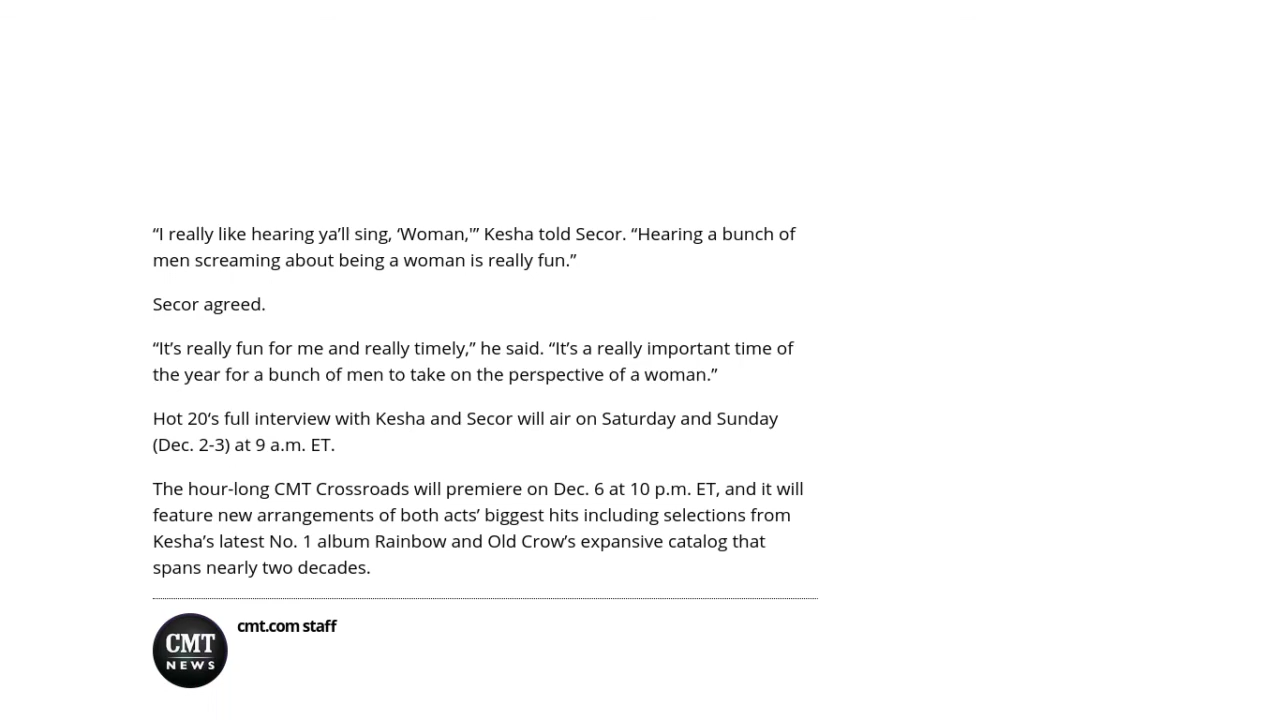 “I really like hearing ya’ll sing, ‘Woman,'” Kesha told Secor. “Hearing a bunch of
men screaming about being a woman is really fun.”
Secor agreed.
“It’s really fun for me and really timely,” he said. “It’s a really important time of
the year for a bunch of men to take on the perspective of a woman.”
Hot 20‘s full interview with Kesha and Secor will air on Saturday and Sunday
(Dec. 2-3) at 9 a.m. ET.
The hour-long CMT Crossroads will premiere on Dec. 6 at 10 p.m. ET, and it will
feature new arrangements of both acts’ biggest hits including selections from
Kesha’s latest No. 1 album Rainbow and Old Crow’s expansive catalog that
spans nearly two decades.
cmt.com staff
CMT
NEWS